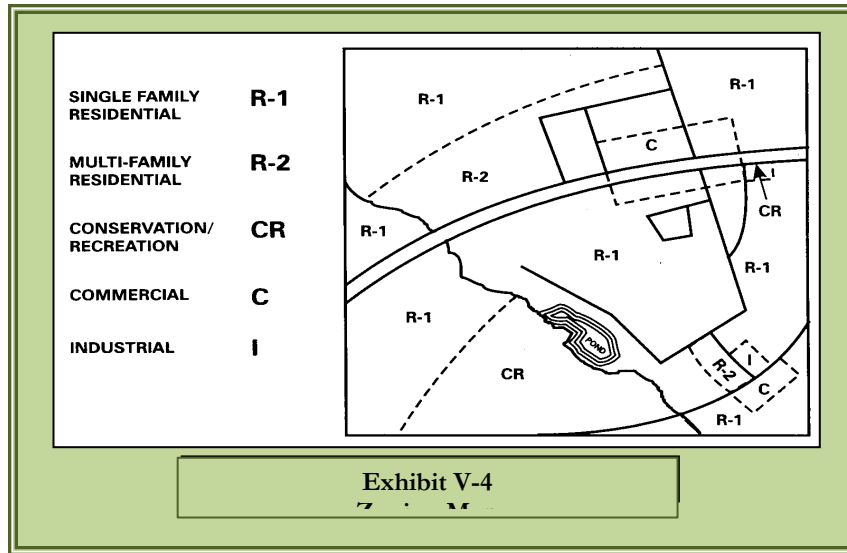 SINGLE FAMILY R-1
RESIDENTIAL
MULTI-FAMILY R-2
RESIDENTIAL
CONSERVATION/ CR
RECREATION
COMMERCIAL C
INDUSTRIAL I
R-1
R-1
C
R-2
CR
R-1
R-1
R-1
R-1
POND
CR
R-2
I
C
R-1
Exhibit V-4